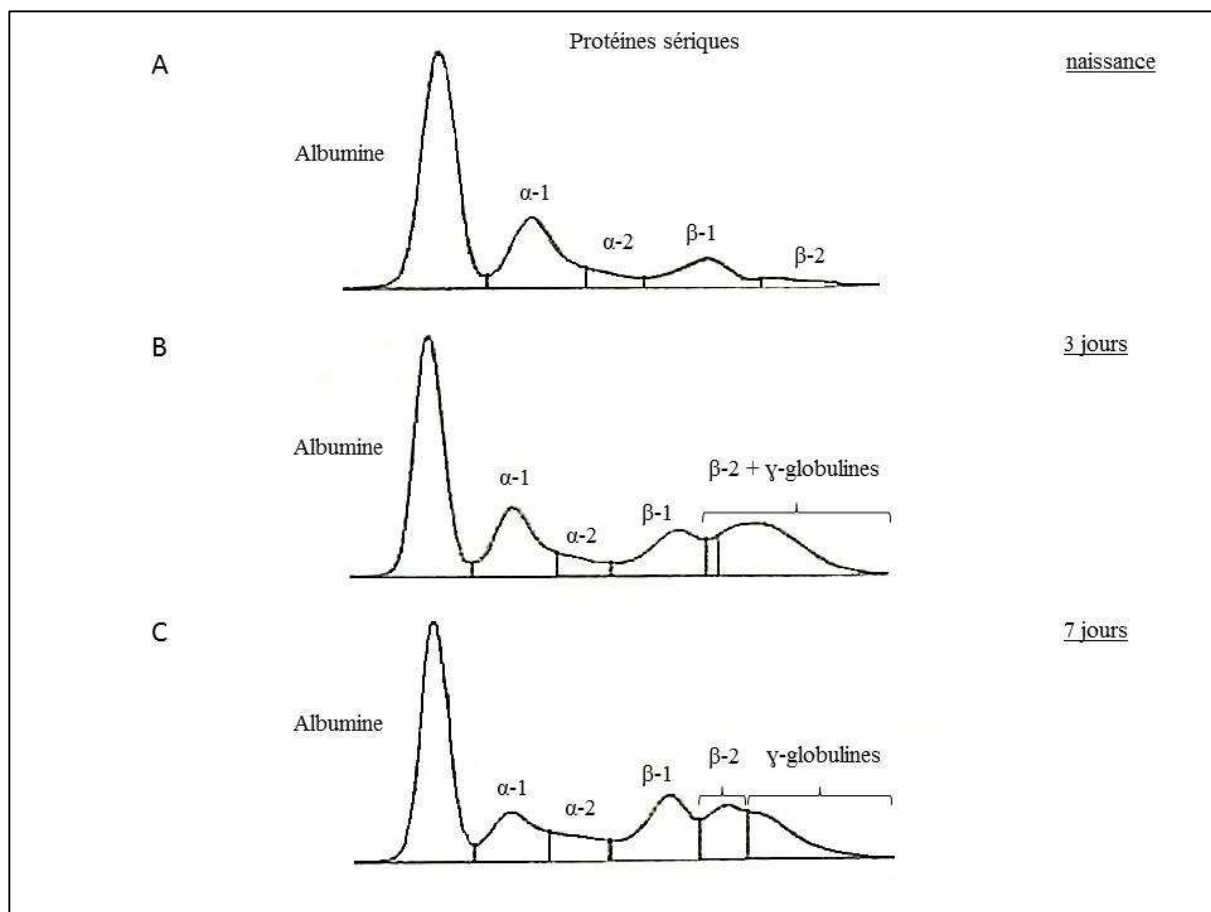 Protéines sériques
A
naissance
Albumine
α-1
α-2
β-1
β-2
B
3 jours
Albumine
α-1
α-2
β-1
β-2 + γ-globulines
C
7 jours
Albumine
α-1
α-2
β-1
β-2
γ-globulines